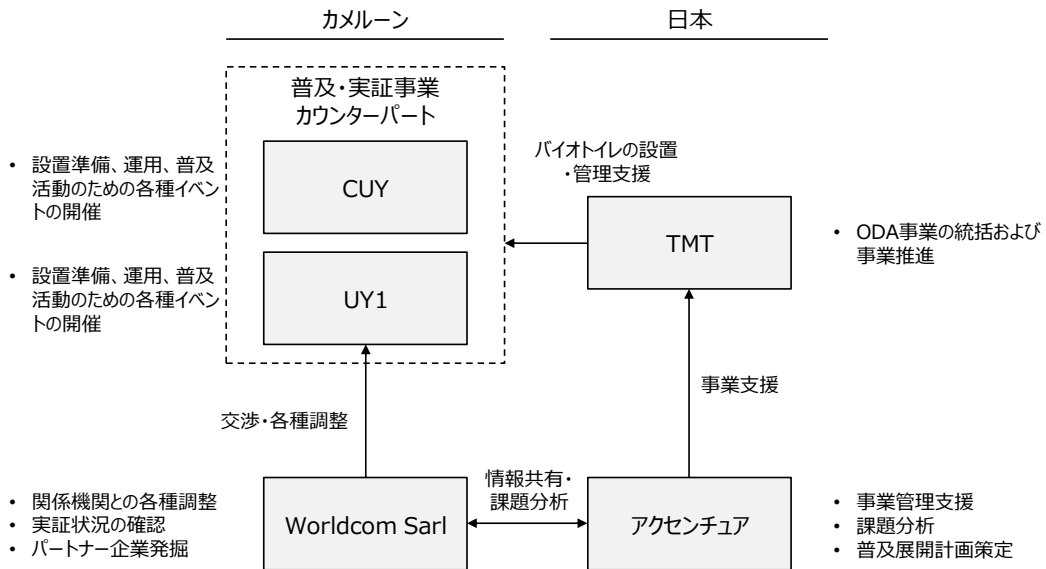 カメルーン
日本
普及・実証事業
カウンターパート
• 設置準備、運用、普及
活動のための各種イベン
トの開催
CUY
バイオトイレの設置
・管理支援
TMT
• ODA事業の統括および
事業推進
• 設置準備、運用、普及
活動のための各種イベン
トの開催
UY1
交渉・各種調整
事業支援
• 関係機関との各種調整
• 実証状況の確認
• パートナー企業発掘
Worldcom Sarl
情報共有・
課題分析
アクセンチュア
• 事業管理支援
• 課題分析
• 普及展開計画策定